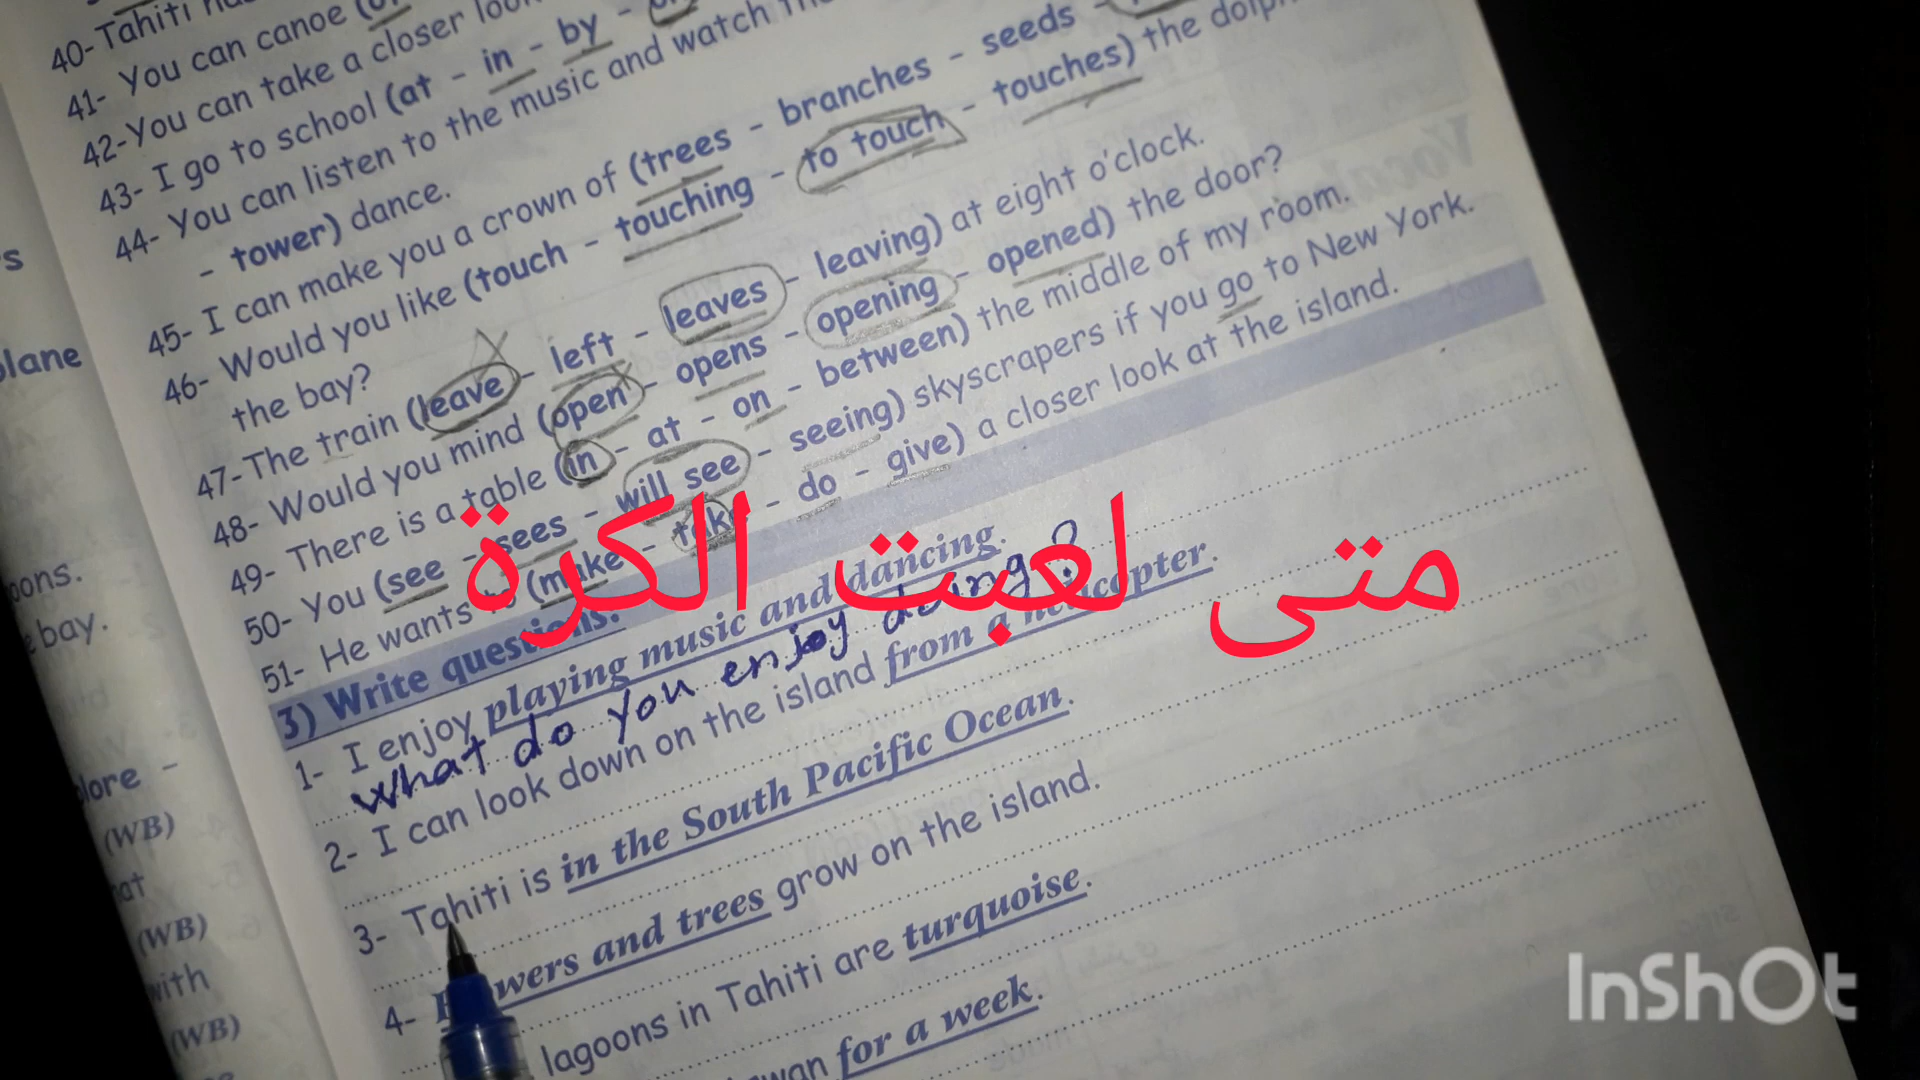 40- Tahiti
41- You can canoe
42-You can take a closer
43- I go to school (at - in - by -
44- You can listen to the music and watch
- tower) dance.
45- I can make you a crown of (trees - branches - seeds -
46- Would you like (touch - touching - to touch - touches) the
the bay?
47-The train (leave - left - leaves - leaving) at eight o'clock.
48- Would you mind (open - opens - opening - opened) the door?
49- There is a table (in - at - on - between) the middle of my room.
50- You (see - sees - will see - seeing) skyscrapers if you go to New York.
51- He wants to (make - take - do - give) a closer look at the island.
متى لعبت الكرة
3) Write questions:
1- I enjoy playing music and dancing.
What do you enjoy doing?
2- I can look down on the island from a helicopter.
3- Tahiti is in the South Pacific Ocean.
4- Flowers and trees grow on the island.
lagoons in Tahiti are turquoise.
for a week.
plane
bay.
(WB)
(WB)
with
(WB)
InShOt